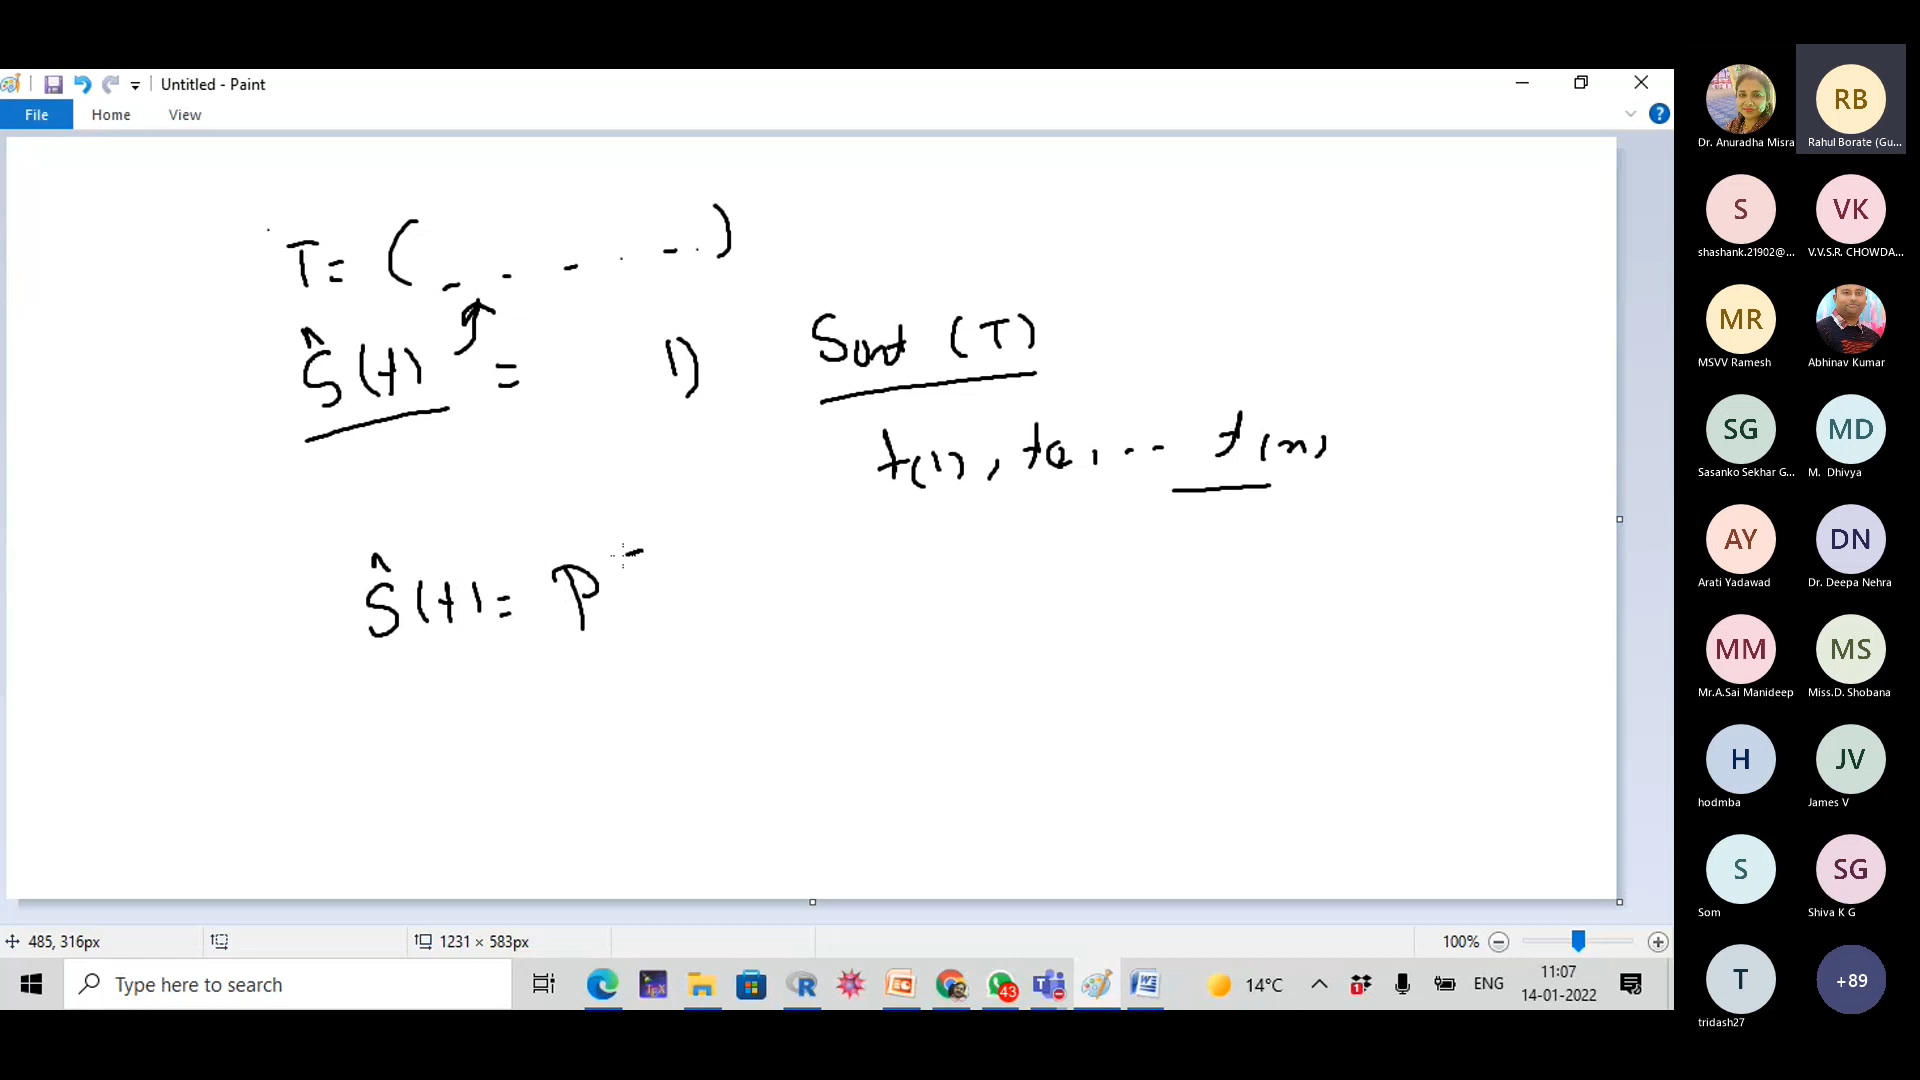 Untitled - Paint
File Home View
T = ( - - - . - . )
Ŝ(t) = 1) Sort (T)
t(1), t(2, .. t(n)
Ŝ(t) = P
485, 316px
1231 × 583px
100%
Type here to search
43
14°C
1
ENG
11:07
14-01-2022
Dr. Anuradha Misra
RB
Rahul Borate (Gu...
S
shashank.21902@...
VK
V.V.S.R. CHOWDA...
MR
MSVV Ramesh
Abhinav Kumar
SG
Sasanko Sekhar G...
MD
M. Dhivya
AY
Arati Yadawad
DN
Dr. Deepa Nehra
MM
Mr.A.Sai Manideep
MS
Miss.D. Shobana
H
hodmba
JV
James V
S
Som
SG
Shiva K G
T
tridash27
+89